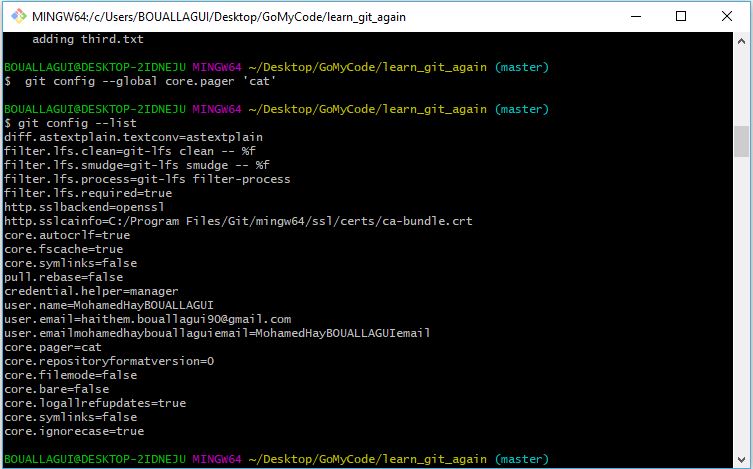 MINGW64:/c/Users/BOUALLAGUI/Desktop/GoMyCode/learn_git_again
    adding third.txt
BOUALLAGUI@DESKTOP-2IDNEJU MINGW64 ~/Desktop/GoMyCode/learn_git_again (master)
$  git config --global core.pager 'cat'
BOUALLAGUI@DESKTOP-2IDNEJU MINGW64 ~/Desktop/GoMyCode/learn_git_again (master)
$ git config --list
diff.astextplain.textconv=astextplain
filter.lfs.clean=git-lfs clean -- %f
filter.lfs.smudge=git-lfs smudge -- %f
filter.lfs.process=git-lfs filter-process
filter.lfs.required=true
http.sslbackend=openssl
http.sslcainfo=C:/Program Files/Git/mingw64/ssl/certs/ca-bundle.crt
core.autocrlf=true
core.fscache=true
core.symlinks=false
pull.rebase=false
credential.helper=manager
user.name=MohamedHayBOUALLAGUI
user.email=haithem.bouallagui90@gmail.com
user.emailmohamedhaybouallaguiemail=MohamedHayBOUALLAGUIemail
core.pager=cat
core.repositoryformatversion=0
core.filemode=false
core.bare=false
core.logallrefupdates=true
core.symlinks=false
core.ignorecase=true
BOUALLAGUI@DESKTOP-2IDNEJU MINGW64 ~/Desktop/GoMyCode/learn_git_again (master)